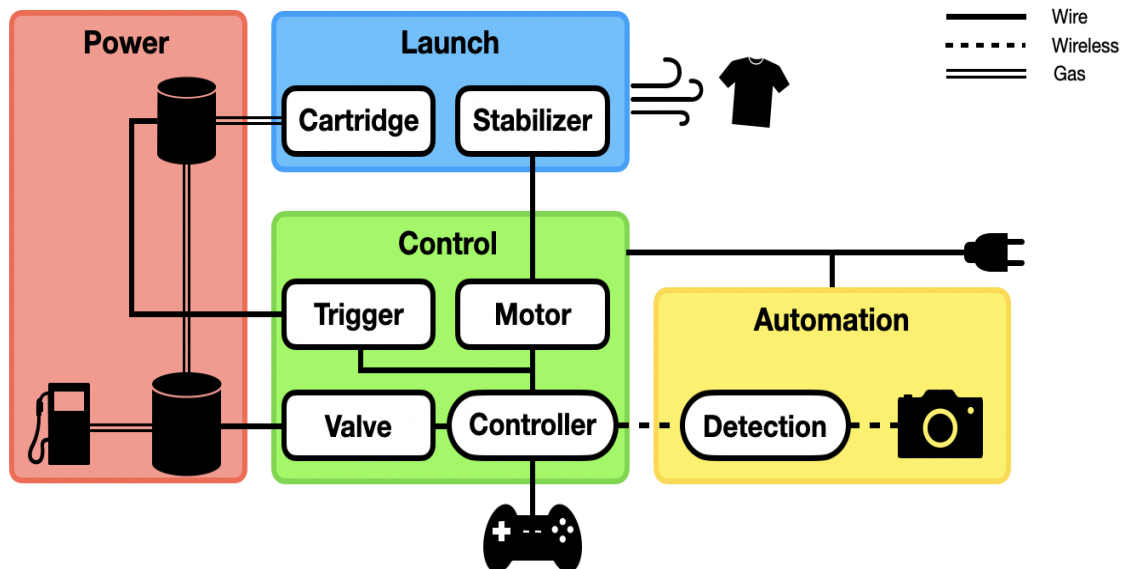 Power
Launch
Wire
Wireless
Gas
Cartridge
Stabilizer
Control
Trigger
Motor
Automation
Valve
Controller
Detection